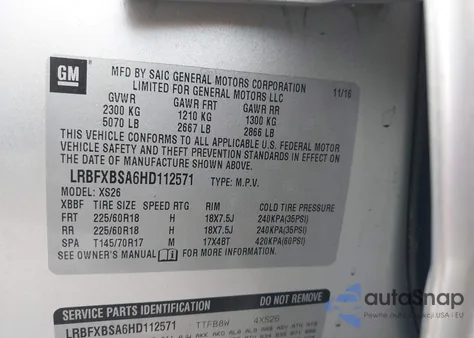 GM
MFD BY SAIC GENERAL MOTORS CORPORATION
LIMITED FOR GENERAL MOTORS LLC
11/16
GVWR GAWR FRT GAWR RR
2300 KG 1210 KG 1300 KG
5070 LB 2667 LB 2866 LB
THIS VEHICLE CONFORMS TO ALL APPLICABLE U.S. FEDERAL MOTOR
VEHICLE SAFETY, BUMPER, AND THEFT PREVENTION STANDARDS IN EFFECT ON
THE DATE OF MANUFACTURE SHOWN ABOVE.
LRBFXBSA6HD112571 TYPE: M.P.V.
MODEL: XS26
XBBF TIRE SIZE SPEED RTG RIM COLD TIRE PRESSURE
FRT 225/60R18 H 18X7.5J 240KPA(35PSI)
RR 225/60R18 H 18X7.5J 240KPA(35PSI)
SPA T145/70R17 M 17X4BT 420KPA(60PSI)
SEE OWNER'S MANUAL FOR MORE INFORMATION
SERVICE PARTS IDENTIFICATION
LRBFXBSA6HD112571 TTFB8W 4XS26
autoSnap